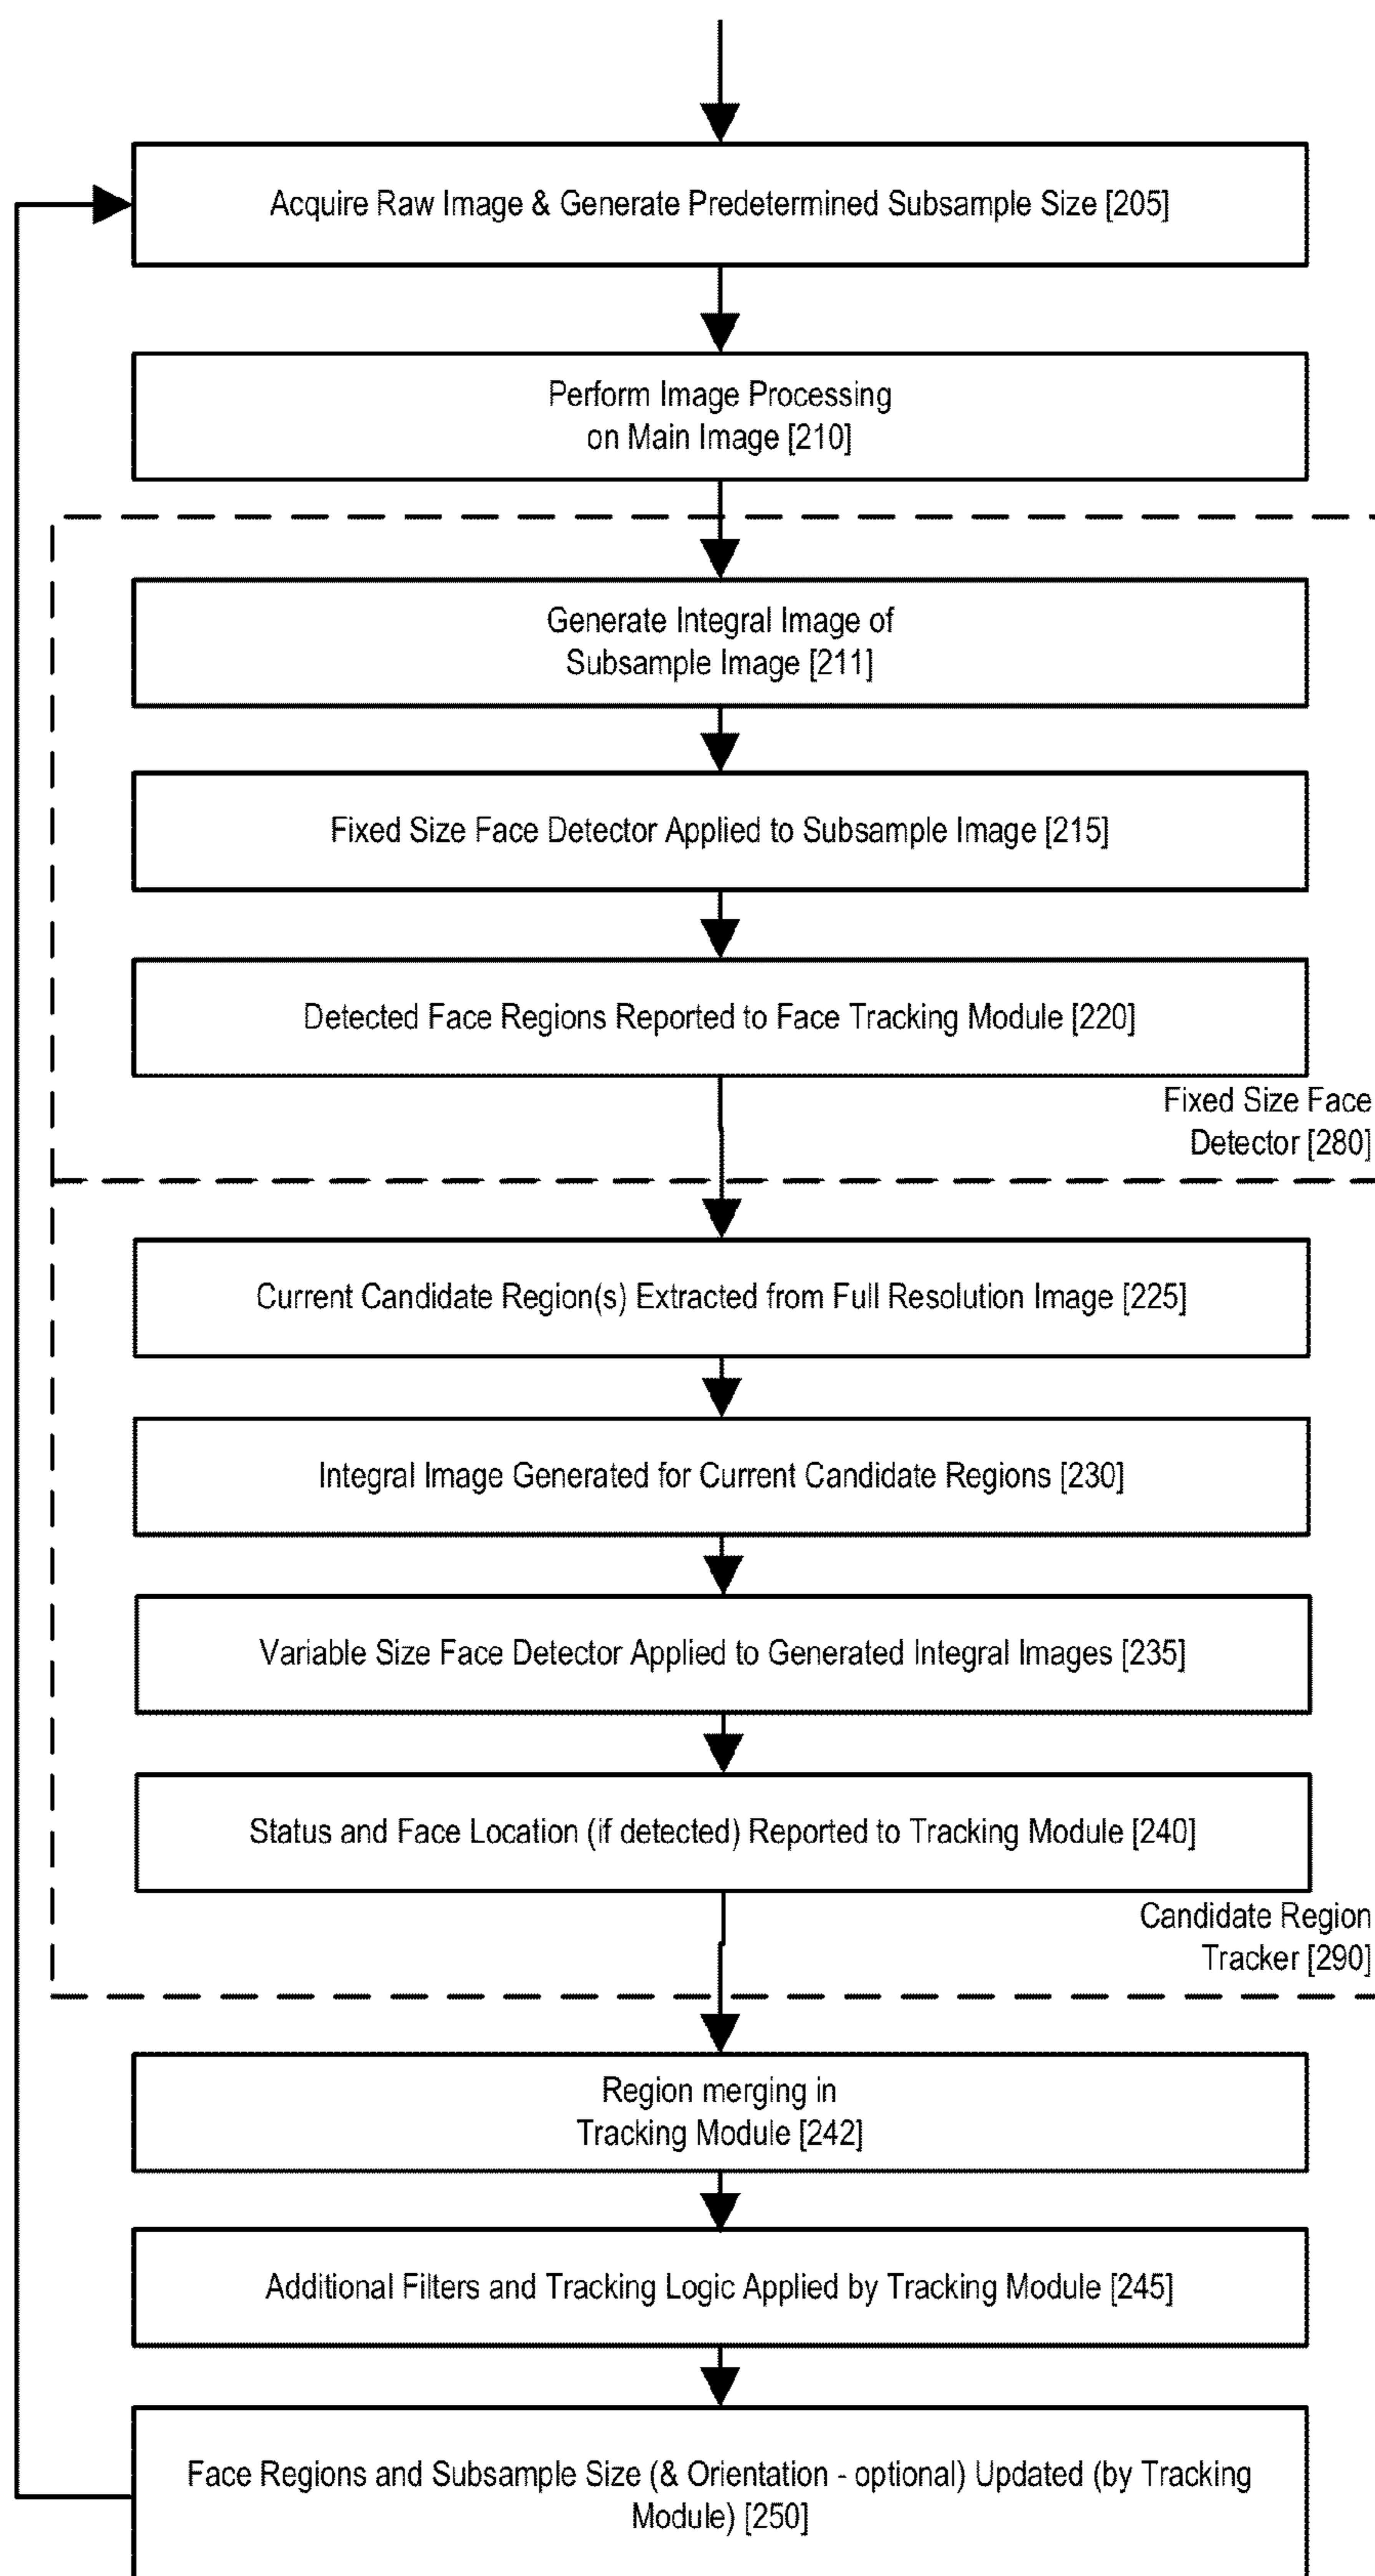 Acquire Raw Image & Generate Predetermined Subsample Size [205]
Perform Image Processing
on Main Image [210]
Generate Integral Image of
Subsample Image [211]
Fixed Size Face Detector Applied to Subsample Image [215]
Detected Face Regions Reported to Face Tracking Module [220]
Fixed Size Face
Detector [280]
Current Candidate Region(s) Extracted from Full Resolution Image [225]
Integral Image Generated for Current Candidate Regions [230]
Variable Size Face Detector Applied to Generated Integral Images [235]
Status and Face Location (if detected) Reported to Tracking Module [240]
Candidate Region
Tracker [290]
Region merging in
Tracking Module [242]
Additional Filters and Tracking Logic Applied by Tracking Module [245]
Face Regions and Subsample Size (& Orientation - optional) Updated (by Tracking
Module) [250]